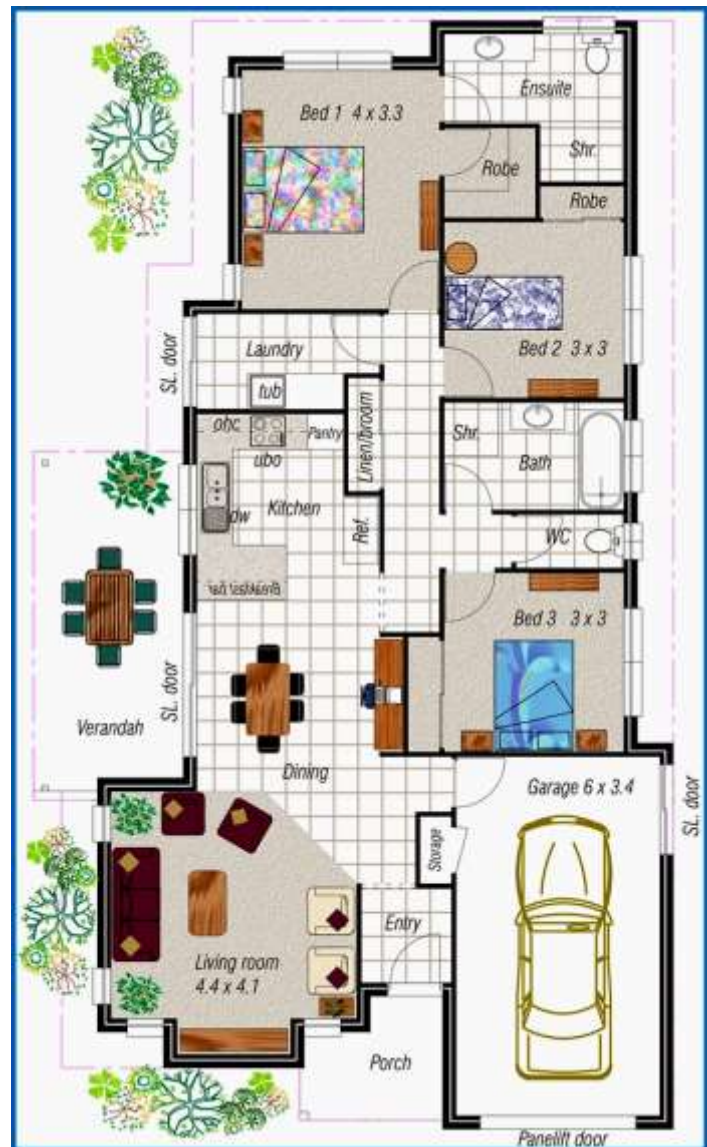 Ensuite
Bed 1 4 x 3.3
Shr.
Robe
Robe
SL. door
Laundry
Bed 2 3 x 3
tub
ohc
Pantry
Linen/broom
Shr.
ubo
Bath
Kitchen
dw
Ref.
WC
Breakfast bar
Bed 3 3 x 3
SL. door
Verandah
Dining
Garage 6 x 3.4
SL. door
Storage
Entry
Living room
4.4 x 4.1
Porch
Panelift door